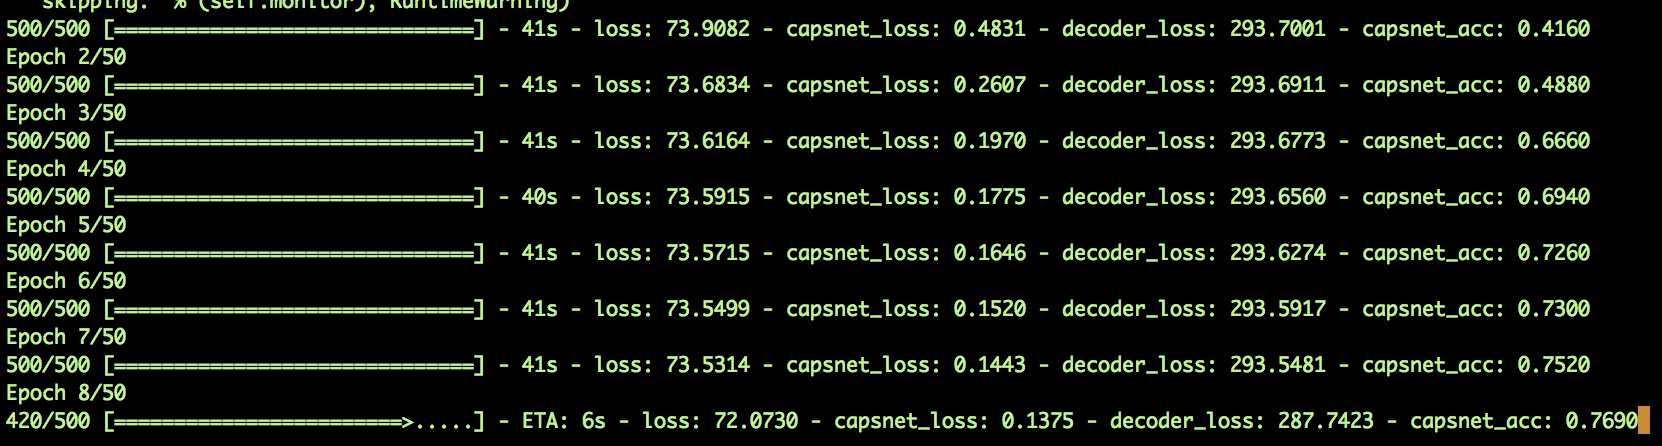 skipping.' % (self.monitor), RuntimeWarning)
500/500 [==============================] - 41s - loss: 73.9082 - capsnet_loss: 0.4831 - decoder_loss: 293.7001 - capsnet_acc: 0.4160
Epoch 2/50
500/500 [==============================] - 41s - loss: 73.6834 - capsnet_loss: 0.2607 - decoder_loss: 293.6911 - capsnet_acc: 0.4880
Epoch 3/50
500/500 [==============================] - 41s - loss: 73.6164 - capsnet_loss: 0.1970 - decoder_loss: 293.6773 - capsnet_acc: 0.6660
Epoch 4/50
500/500 [==============================] - 40s - loss: 73.5915 - capsnet_loss: 0.1775 - decoder_loss: 293.6560 - capsnet_acc: 0.6940
Epoch 5/50
500/500 [==============================] - 41s - loss: 73.5715 - capsnet_loss: 0.1646 - decoder_loss: 293.6274 - capsnet_acc: 0.7260
Epoch 6/50
500/500 [==============================] - 41s - loss: 73.5499 - capsnet_loss: 0.1520 - decoder_loss: 293.5917 - capsnet_acc: 0.7300
Epoch 7/50
500/500 [==============================] - 41s - loss: 73.5314 - capsnet_loss: 0.1443 - decoder_loss: 293.5481 - capsnet_acc: 0.7520
Epoch 8/50
420/500 [========================>.....] - ETA: 6s - loss: 72.0730 - capsnet_loss: 0.1375 - decoder_loss: 287.7423 - capsnet_acc: 0.7690